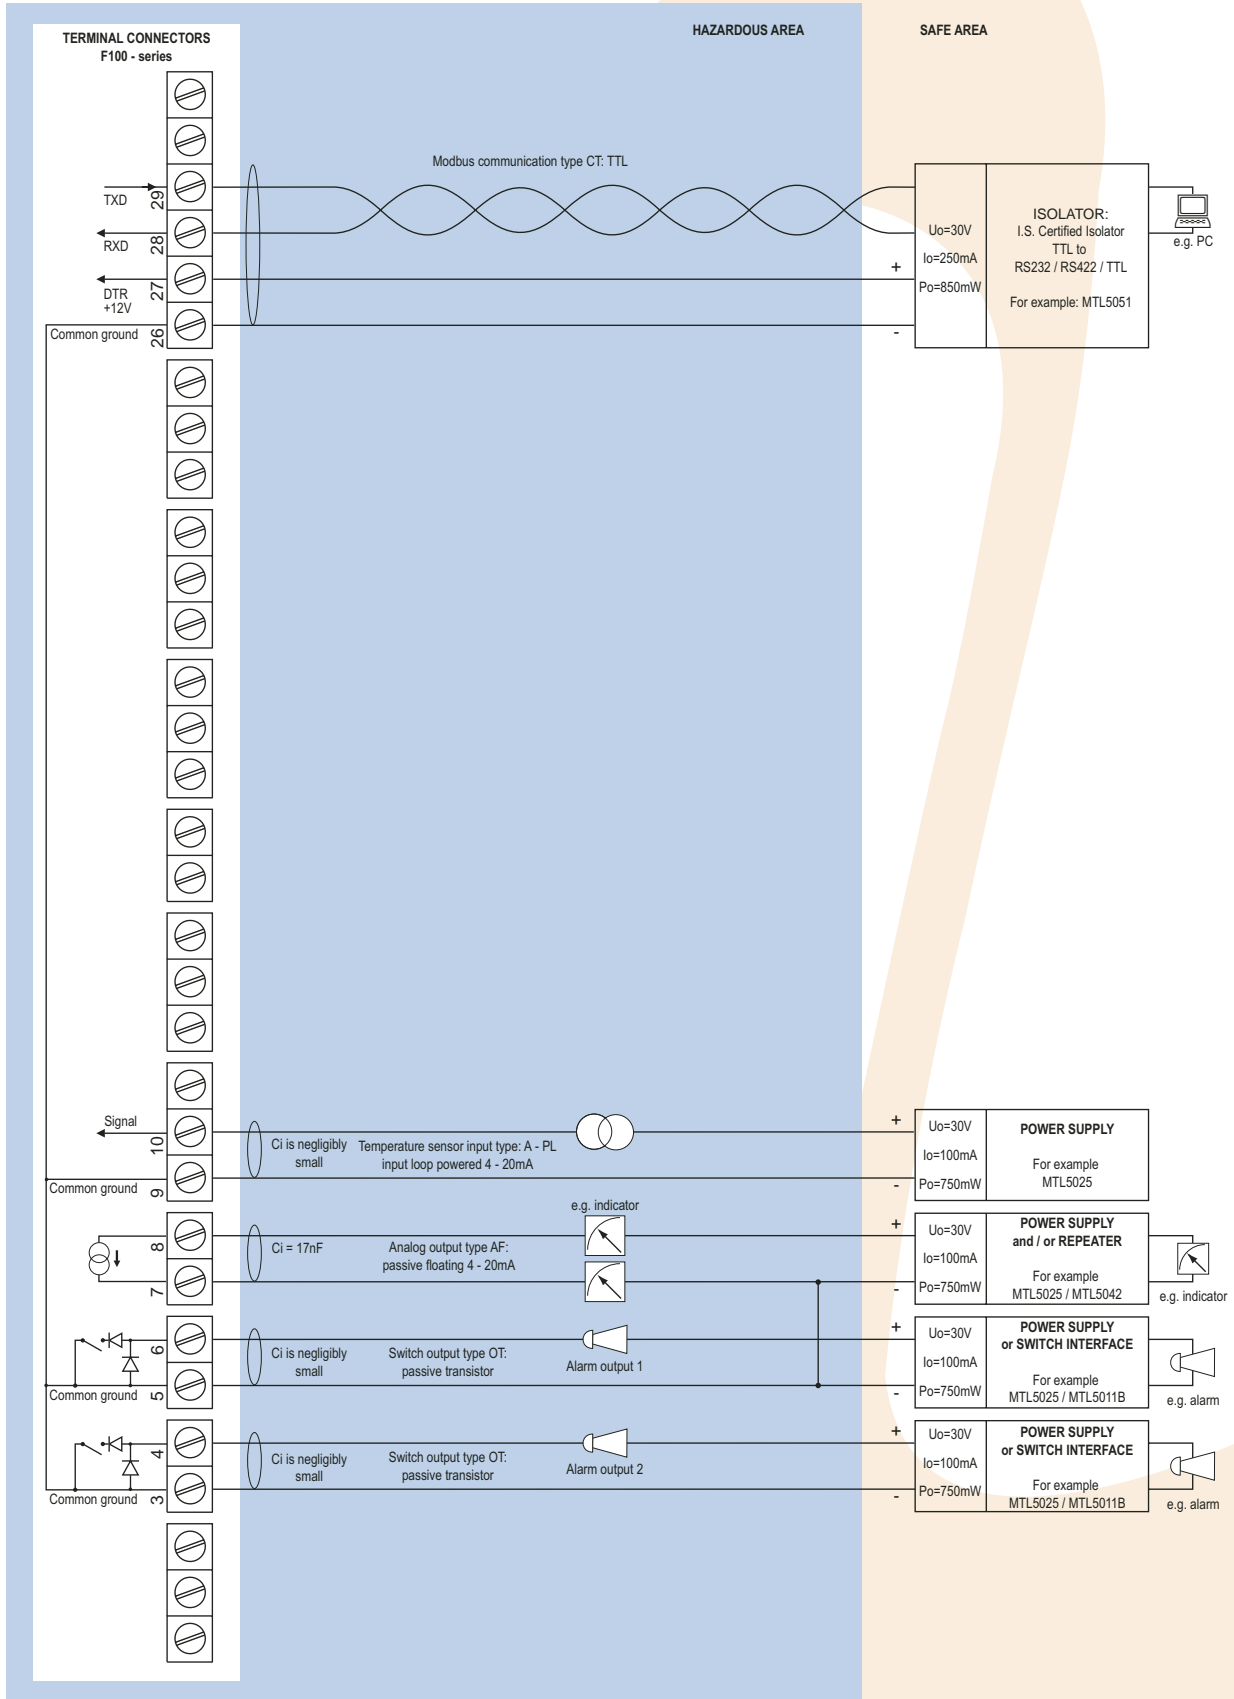 HAZARDOUS AREA
SAFE AREA
TERMINAL CONNECTORS
F100 - series
Modbus communication type CT: TTL
TXD
29
RXD
28
DTR
+12V
27
Common ground
26
+
-
Uo=30V
Io=250mA
Po=850mW
ISOLATOR:
I.S. Certified Isolator
TTL to
RS232 / RS422 / TTL
For example: MTL5051
e.g. PC
Signal
10
Common ground
9
Ci is negligibly
small
Temperature sensor input type: A - PL
input loop powered 4 - 20mA
+
-
Uo=30V
Io=100mA
Po=750mW
POWER SUPPLY
For example
MTL5025
8
7
Ci = 17nF
Analog output type AF:
passive floating 4 - 20mA
e.g. indicator
+
-
Uo=30V
Io=100mA
Po=750mW
POWER SUPPLY
and / or REPEATER
For example
MTL5025 / MTL5042
e.g. indicator
6
Common ground
5
Ci is negligibly
small
Switch output type OT:
passive transistor
Alarm output 1
+
-
Uo=30V
Io=100mA
Po=750mW
POWER SUPPLY
or SWITCH INTERFACE
For example
MTL5025 / MTL5011B
e.g. alarm
4
Common ground
3
Ci is negligibly
small
Switch output type OT:
passive transistor
Alarm output 2
+
-
Uo=30V
Io=100mA
Po=750mW
POWER SUPPLY
or SWITCH INTERFACE
For example
MTL5025 / MTL5011B
e.g. alarm